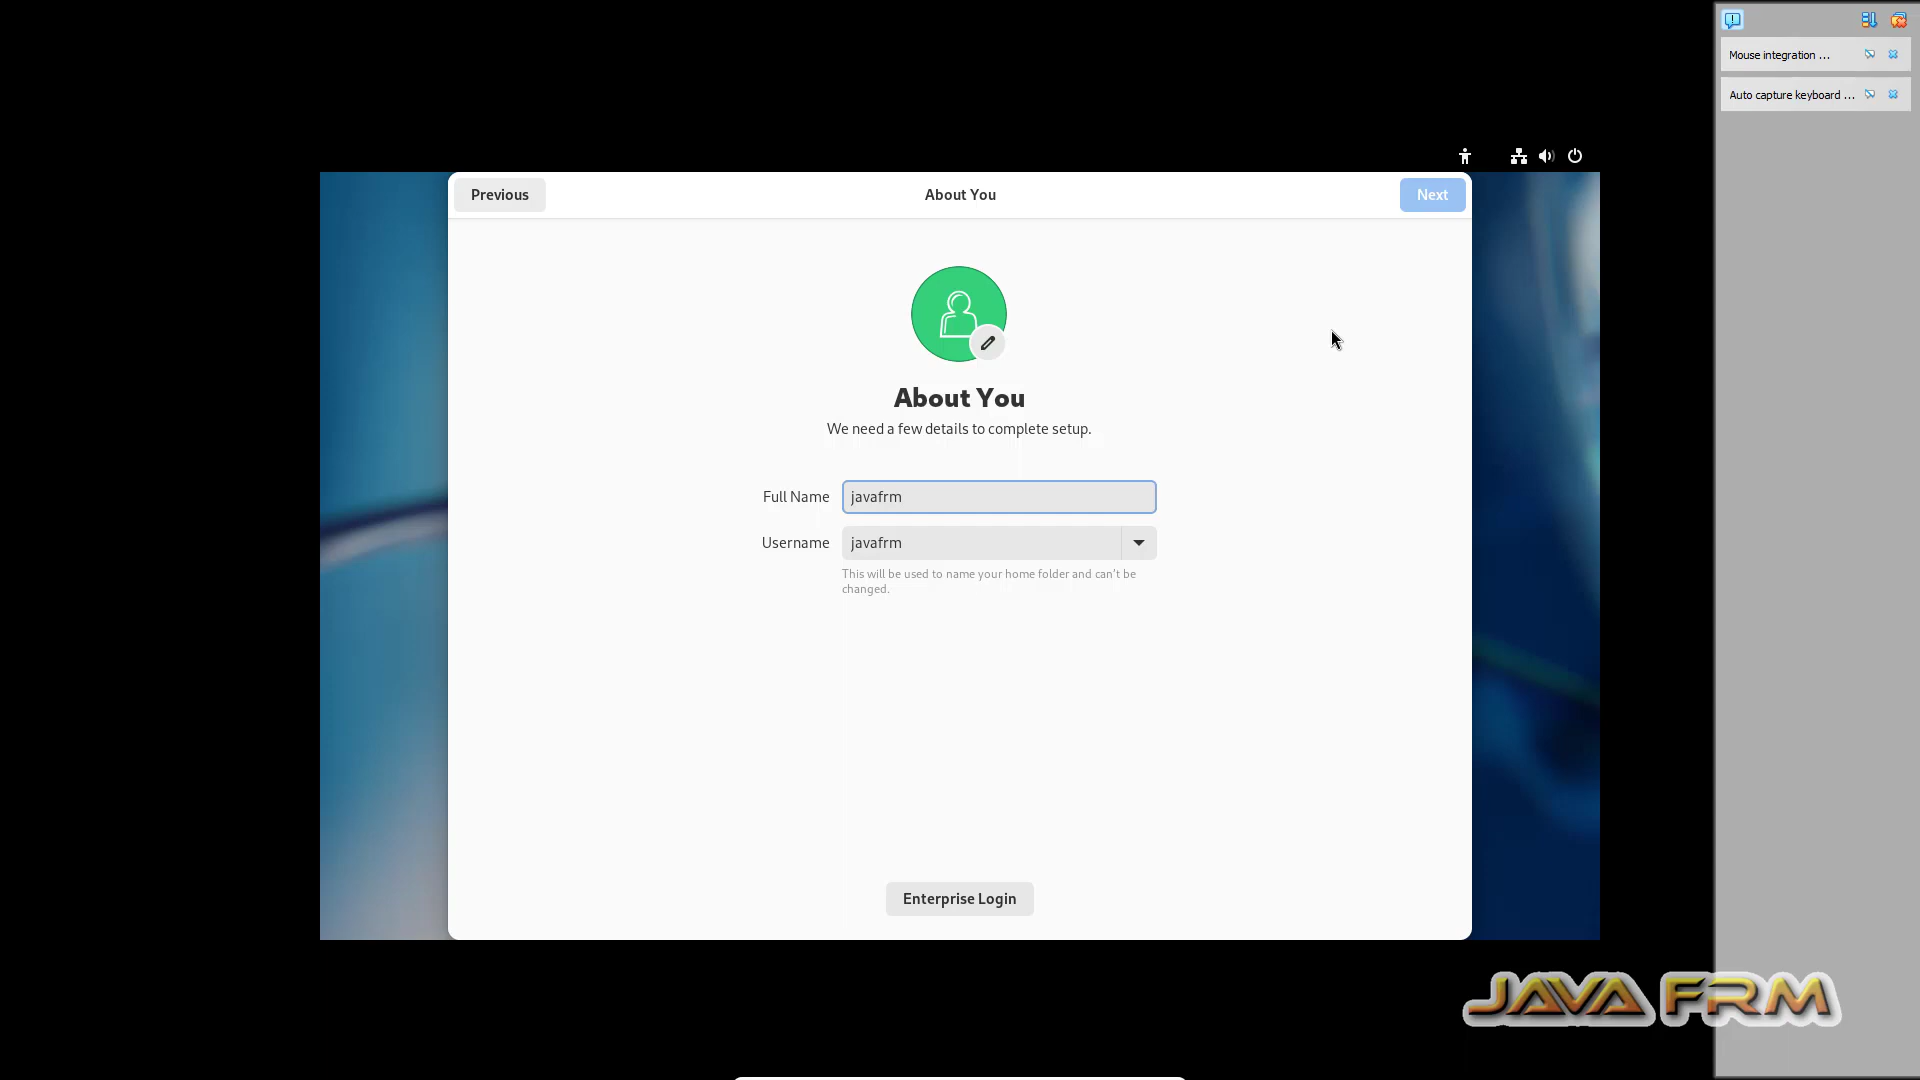 Mouse integration ...
Auto capture keyboard ...
Previous
About You
Next
About You
We need a few details to complete setup.
Full Name
javafrm
Username
javafrm
This will be used to name your home folder and can't be
changed.
Enterprise Login
JAVA FRM